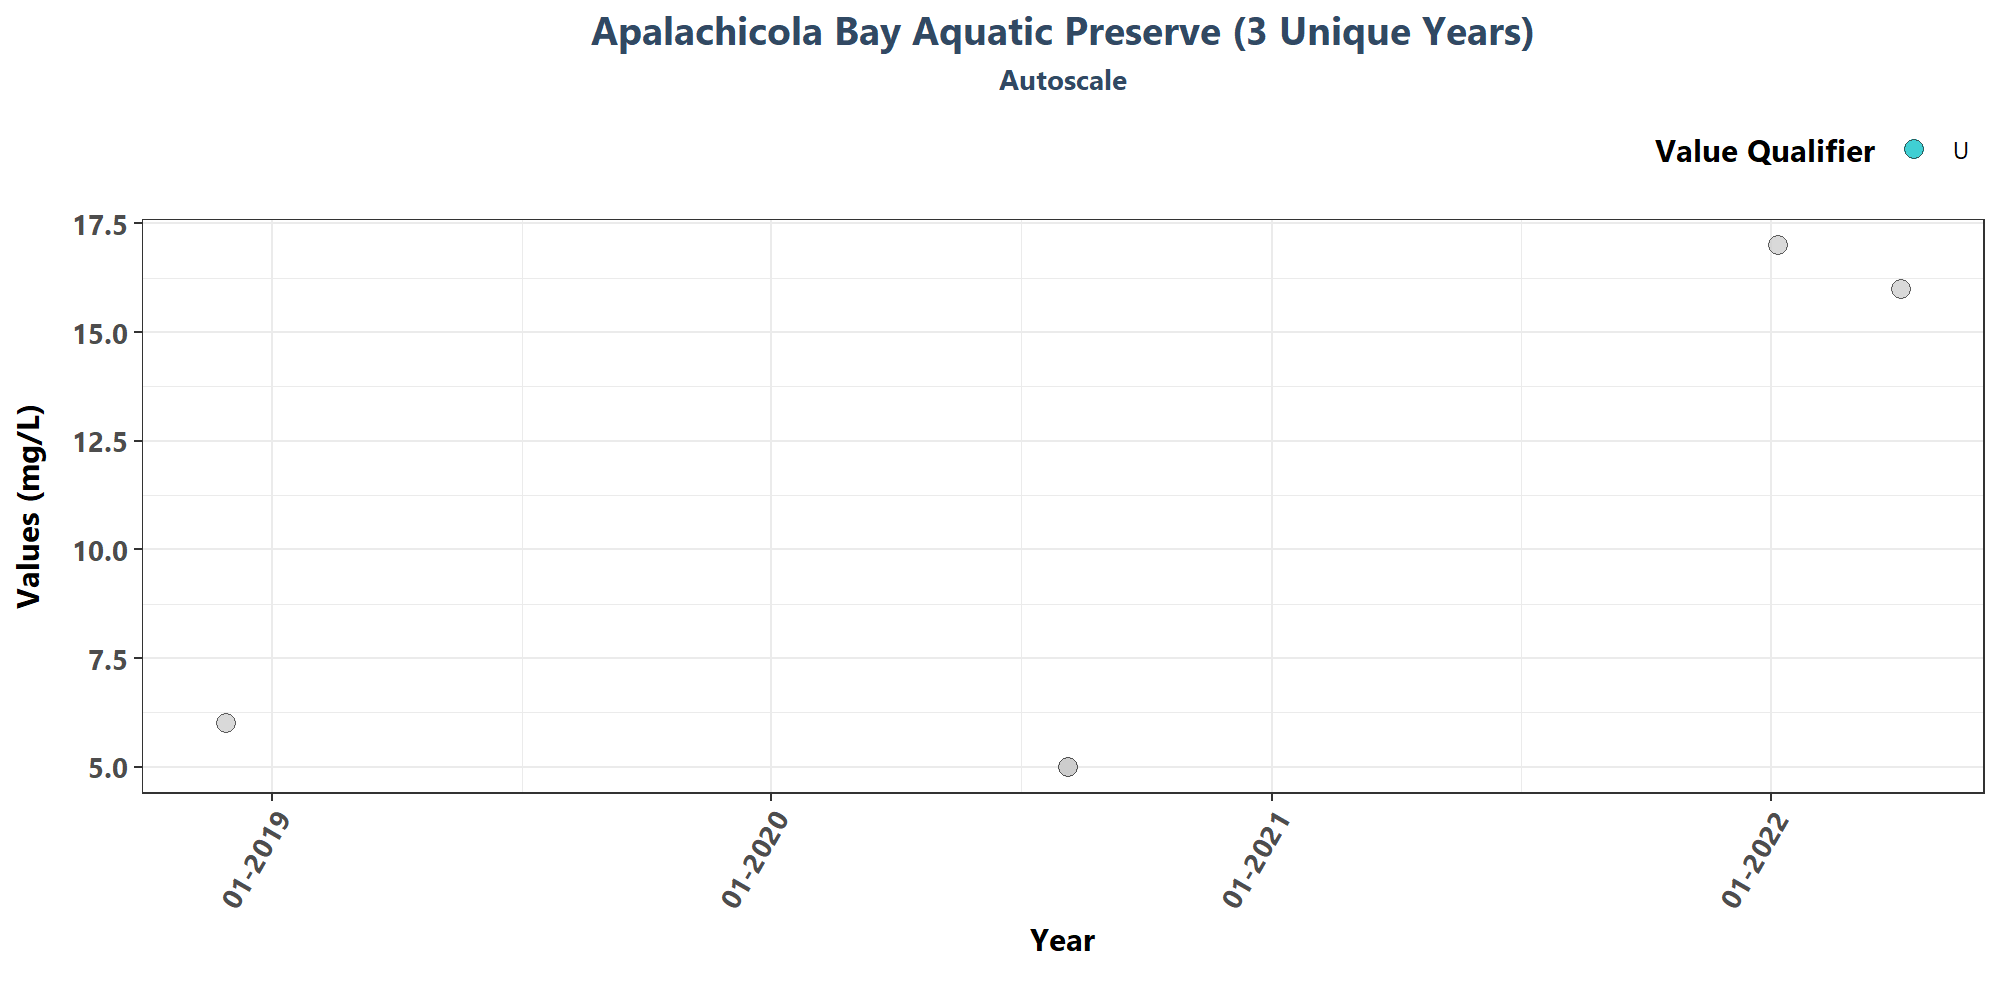 Apalachicola Bay Aquatic Preserve (3 Unique Years)
Autoscale
Value Qualifier U
17.5
15.0
12.5
10.0
7.5
5.0
Values (mg/L)
01-2019
01-2020
01-2021
01-2022
Year